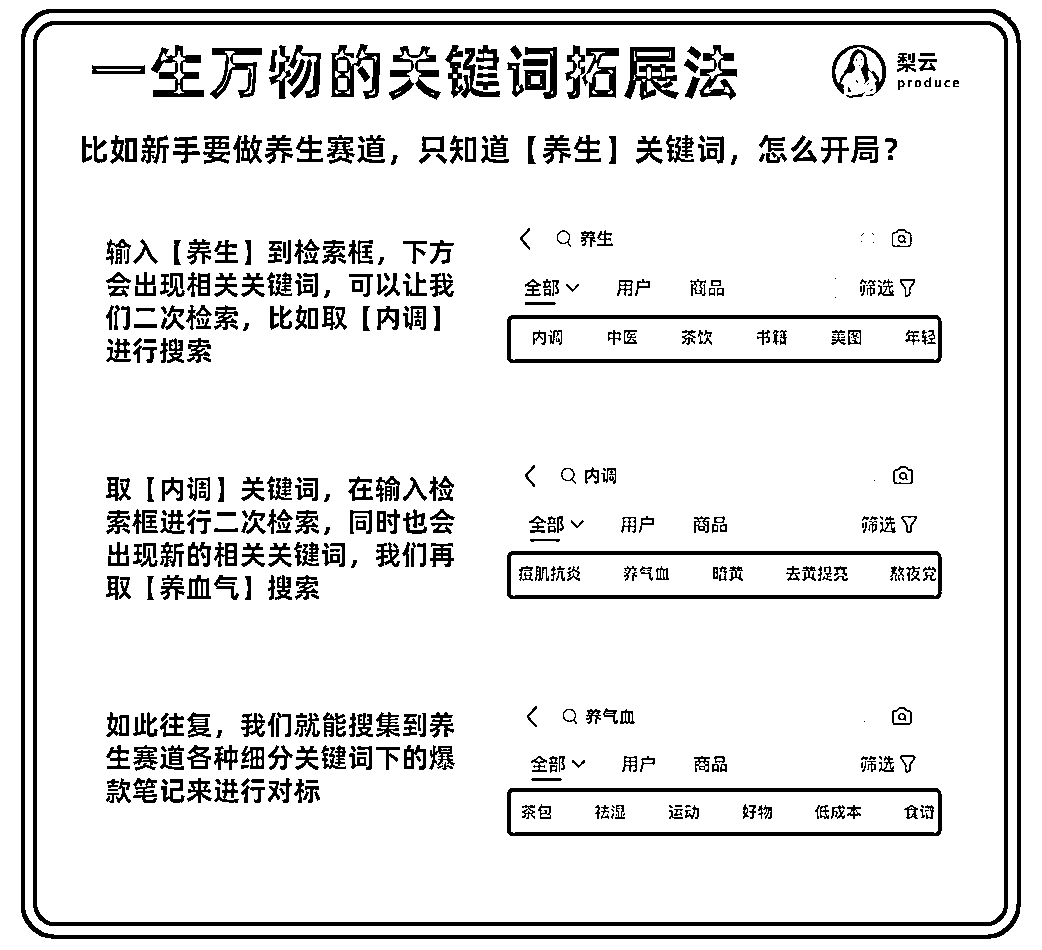 一生万物的关键词拓展法
梨云
produce
比如新手要做养生赛道，只知道【养生】关键词，怎么开局？
输入【养生】到检索框，下方
会出现相关关键词，可以让我
们二次检索，比如取【内调】
进行搜索
养生
全部 用户 商品 筛选
内调 中医 茶饮 书籍 美图 年轻
取【内调】关键词，在输入检
索框进行二次检索，同时也会
出现新的相关关键词，我们再
取【养血气】搜索
内调
全部 用户 商品 筛选
痘肌抗炎 养气血 暗黄 去黄提亮 熬夜党
如此往复，我们就能搜集到养
生赛道各种细分关键词下的爆
款笔记来进行对标
养气血
全部 用户 商品 筛选
茶包 祛湿 运动 好物 低成本 食谱